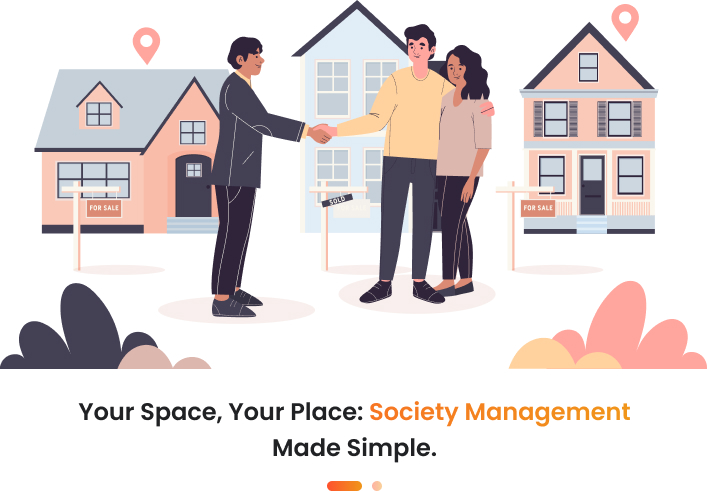 FOR SALE
SOLD
FOR SALE
Your Space, Your Place: Society Management
Made Simple.